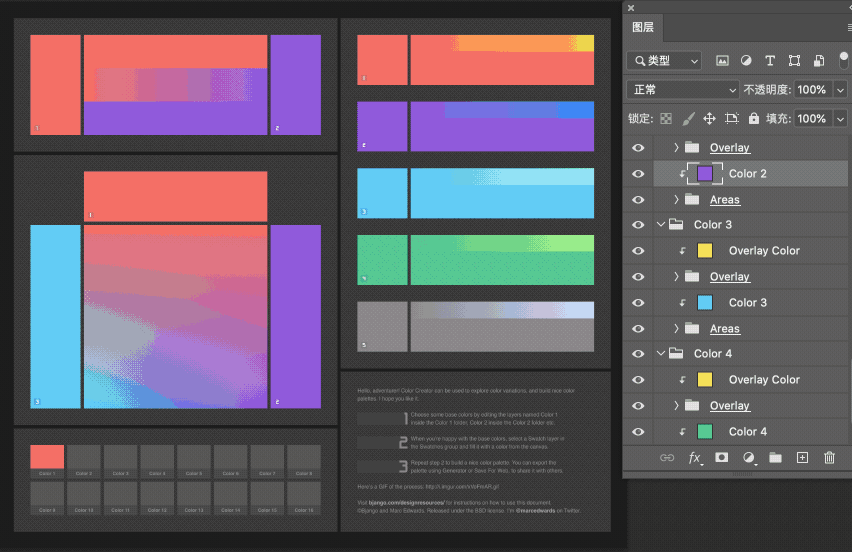 图层
类型
正常
不透明度: 100%
锁定:
填充: 100%
Overlay
Color 2
Areas
Color 3
Overlay Color
Overlay
Color 3
Areas
Color 4
Overlay Color
Overlay
Color 4
fx
1
2
1
3
2
1
2
3
4
5
Color 1
Color 2
Color 3
Color 4
Color 5
Color 6
Color 7
Color 8
Color 9
Color 10
Color 11
Color 12
Color 13
Color 14
Color 15
Color 16
Hello, adventurer! Color Creator can be used to explore color variations, and build nice color
palettes. I hope you like it.
1 Choose some base colors by editing the layers named Color 1
inside the Color 1 folder, Color 2 inside the Color 2 folder etc.
2 When you're happy with the base colors, select a Swatch layer in
the Swatches group and fill it with a color from the canvas.
3 Repeat step 2 to build a nice color palette. You can export the
palette using Generator or Save For Web, to share it with others.
Here's a GIF of the process:
Visit bjango.com/designresources/ for instructions on how to use this document.
©Bjango and Marc Edwards. Released under the BSD license. I'm @marcedwards on Twitter.